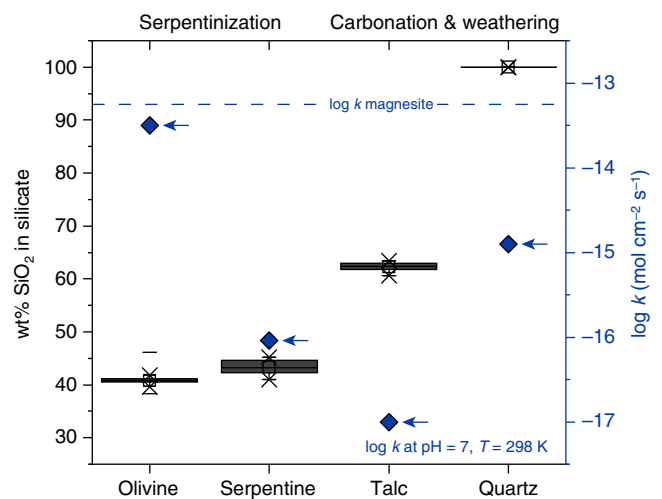 Serpentinization Carbonation & weathering
100
90
80
70
60
50
40
30
wt% SiO₂ in silicate
log k magnesite
−13
−14
−15
−16
−17
log k (mol cm⁻² s⁻¹)
log k at pH = 7, T = 298 K
Olivine Serpentine Talc Quartz